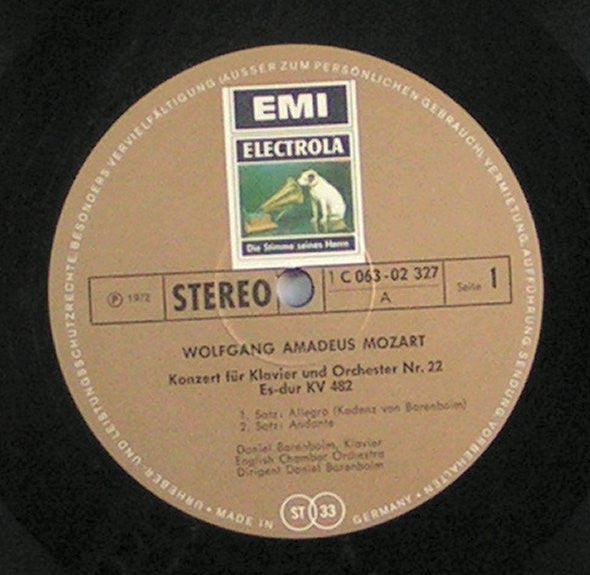 URHEBER- UND LEISTUNGSSCHUTZRECHTE, BESONDERS VERVIELFÄLTIGUNG (AUSSER ZUM PERSÖNLICHEN GEBRAUCH), VERMIETUNG, AUFFÜHRUNG, SENDUNG, VORBEHALTEN
EMI
ELECTROLA
Die Stimme seines Herrn
Ⓟ 1972 STEREO 1 C 063-02 327 Seite 1
A
WOLFGANG AMADEUS MOZART
Konzert für Klavier und Orchester Nr. 22
Es-dur KV 482
1. Satz: Allegro (Kadenz von Barenboim)
2. Satz: Andante
Daniel Barenboim, Klavier
English Chamber Orchestra
Dirigent Daniel Barenboim
• MADE IN ST 33 GERMANY •